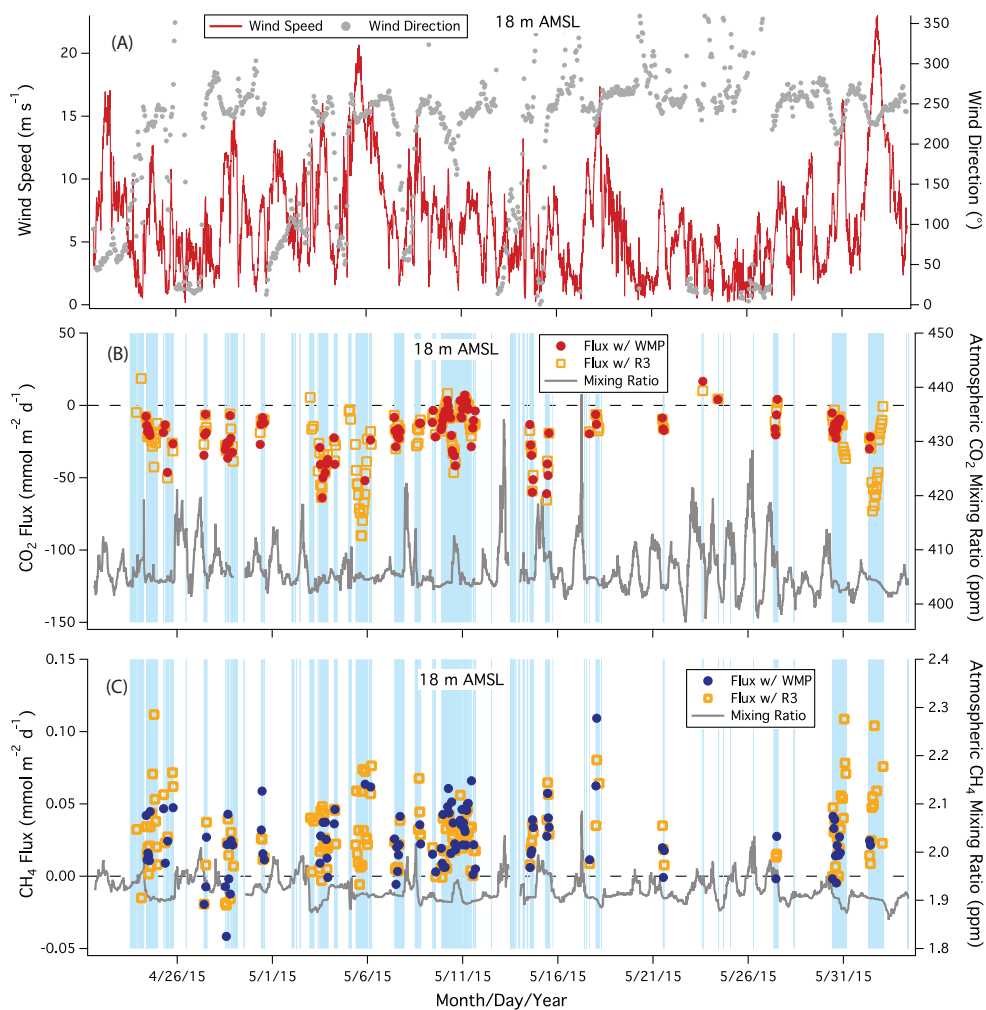 (A)
Wind Speed
Wind Direction
18 m AMSL
20
15
10
5
0
Wind Speed (m s⁻¹)
350
300
250
200
150
100
50
0
Wind Direction (°)
(B)
18 m AMSL
Flux w/ WMP
Flux w/ R3
Mixing Ratio
50
0
-50
-100
-150
CO₂ Flux (mmol m⁻² d⁻¹)
450
440
430
420
410
400
Atmospheric CO₂ Mixing Ratio (ppm)
(C)
18 m AMSL
Flux w/ WMP
Flux w/ R3
Mixing Ratio
0.15
0.10
0.05
0.00
-0.05
CH₄ Flux (mmol m⁻² d⁻¹)
2.4
2.3
2.2
2.1
2.0
1.9
1.8
Atmospheric CH₄ Mixing Ratio (ppm)
4/26/15 5/1/15 5/6/15 5/11/15 5/16/15 5/21/15 5/26/15 5/31/15
Month/Day/Year